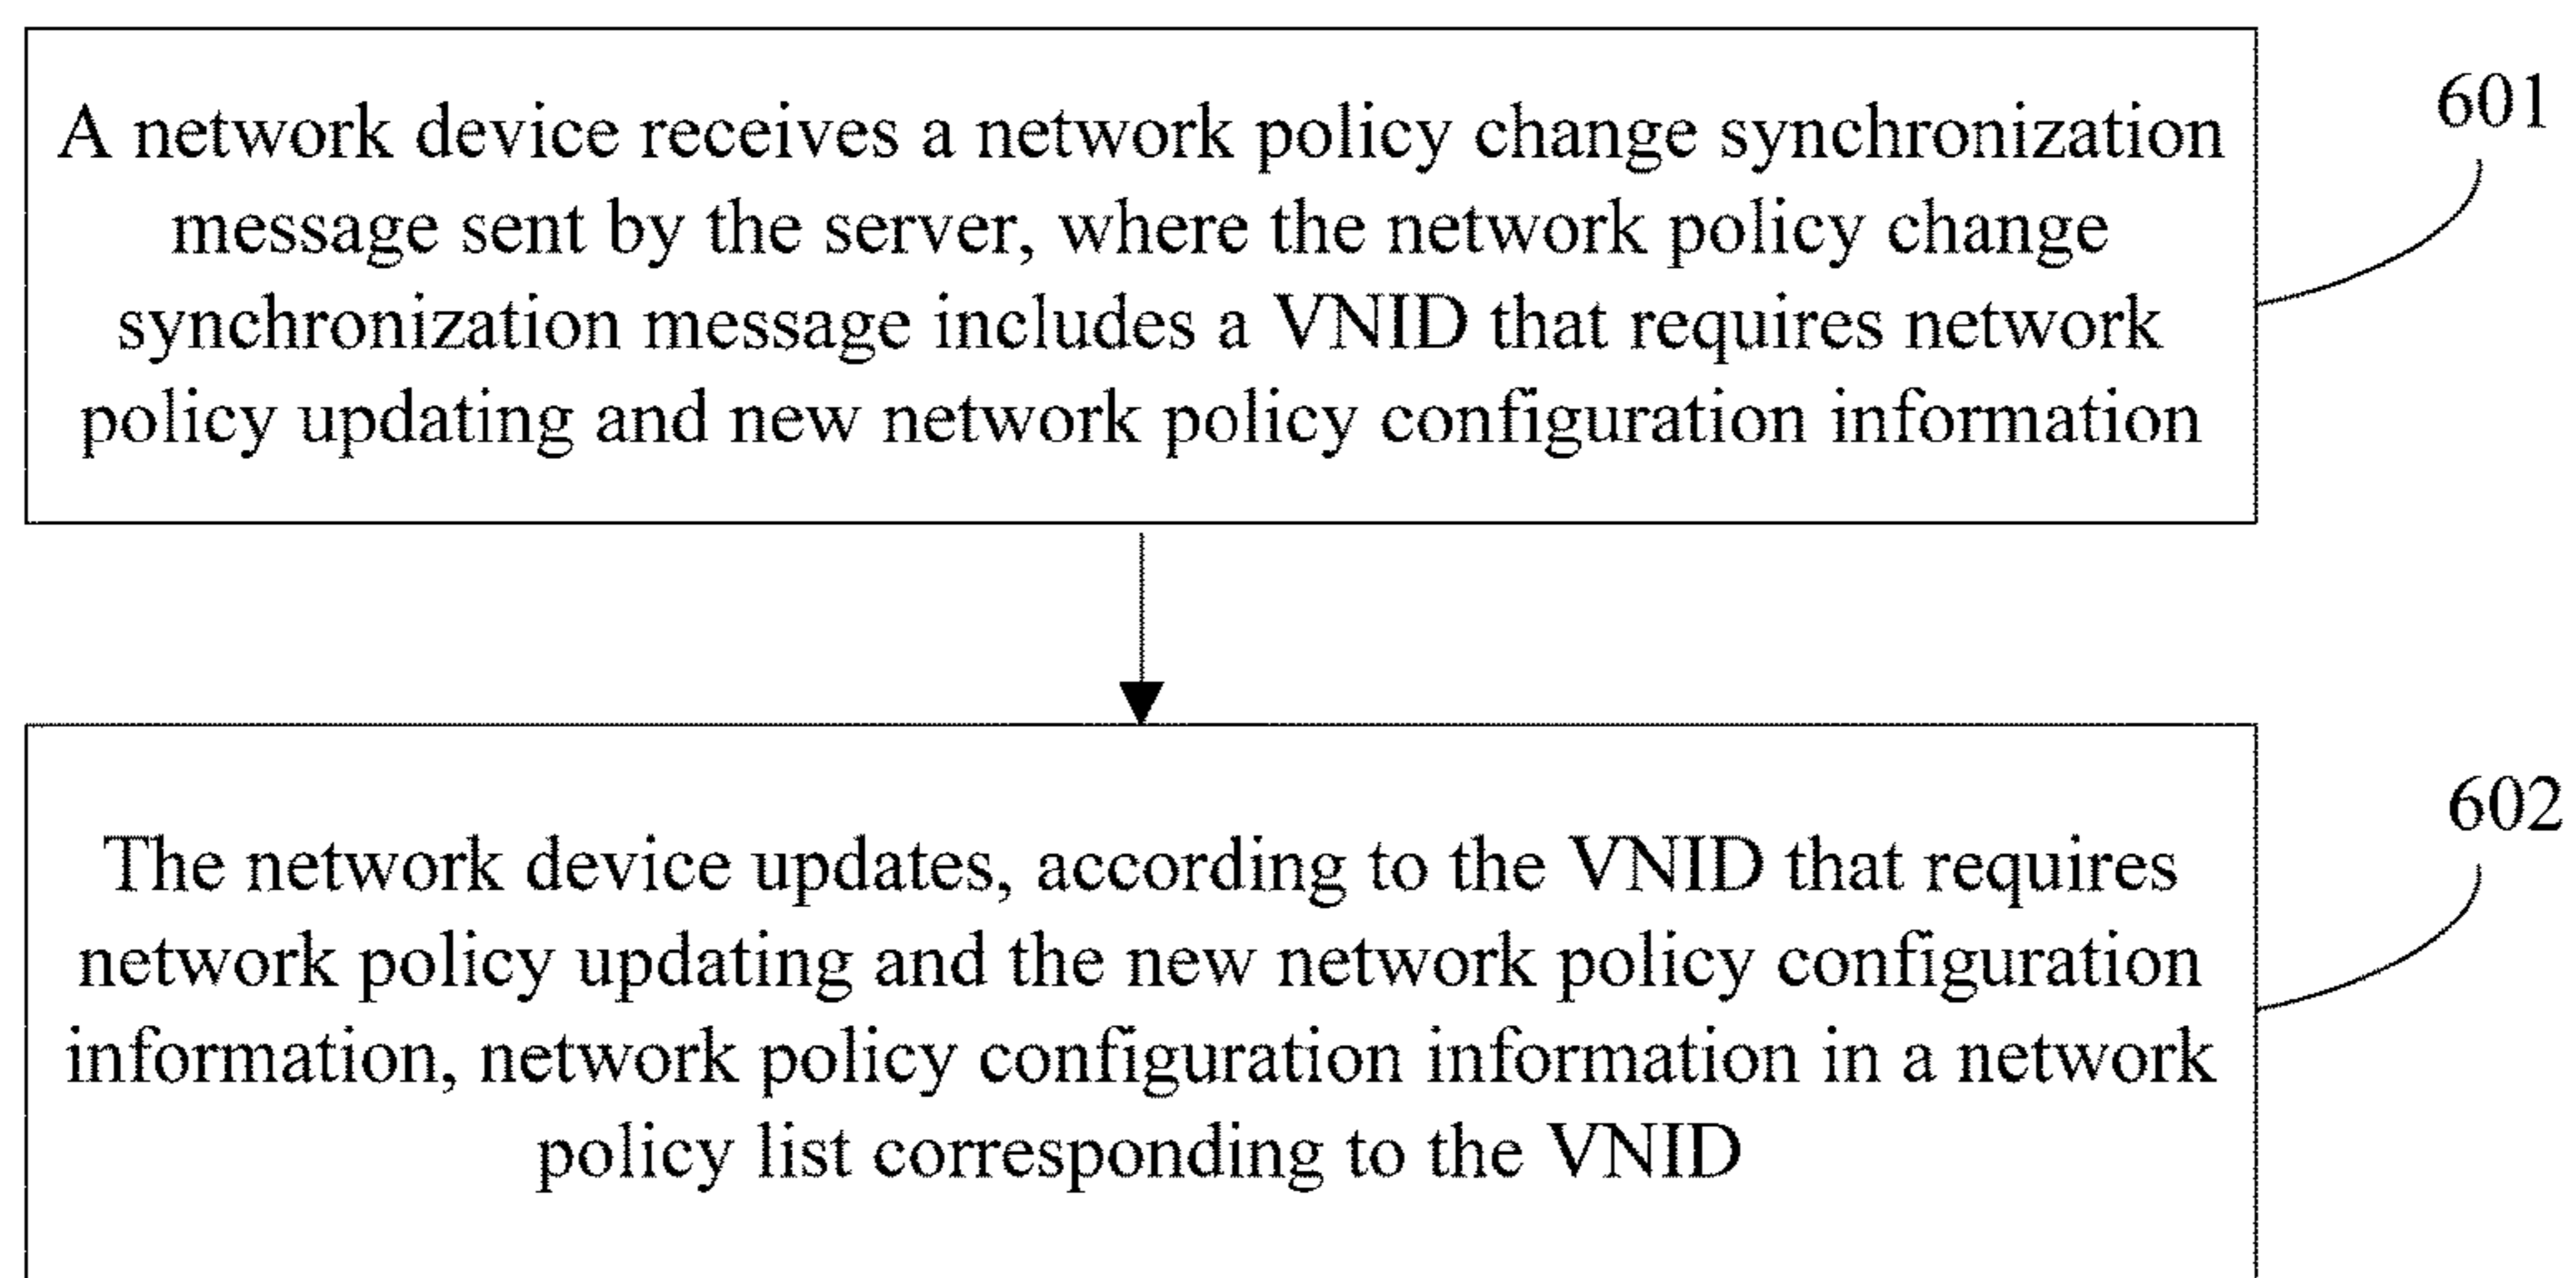 A network device receives a network policy change synchronization
message sent by the server, where the network policy change
synchronization message includes a VNID that requires network
policy updating and new network policy configuration information
601
The network device updates, according to the VNID that requires
network policy updating and the new network policy configuration
information, network policy configuration information in a network
policy list corresponding to the VNID
602